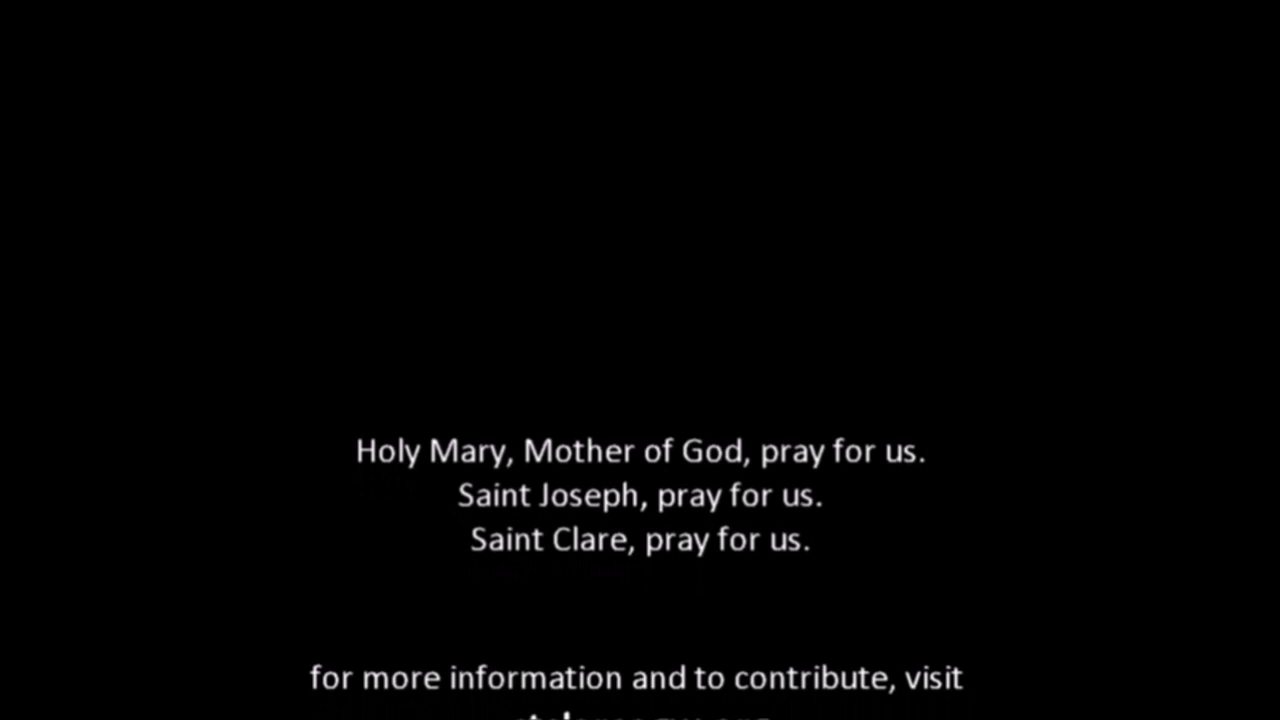 Holy Mary, Mother of God, pray for us.
Saint Joseph, pray for us.
Saint Clare, pray for us.
for more information and to contribute, visit